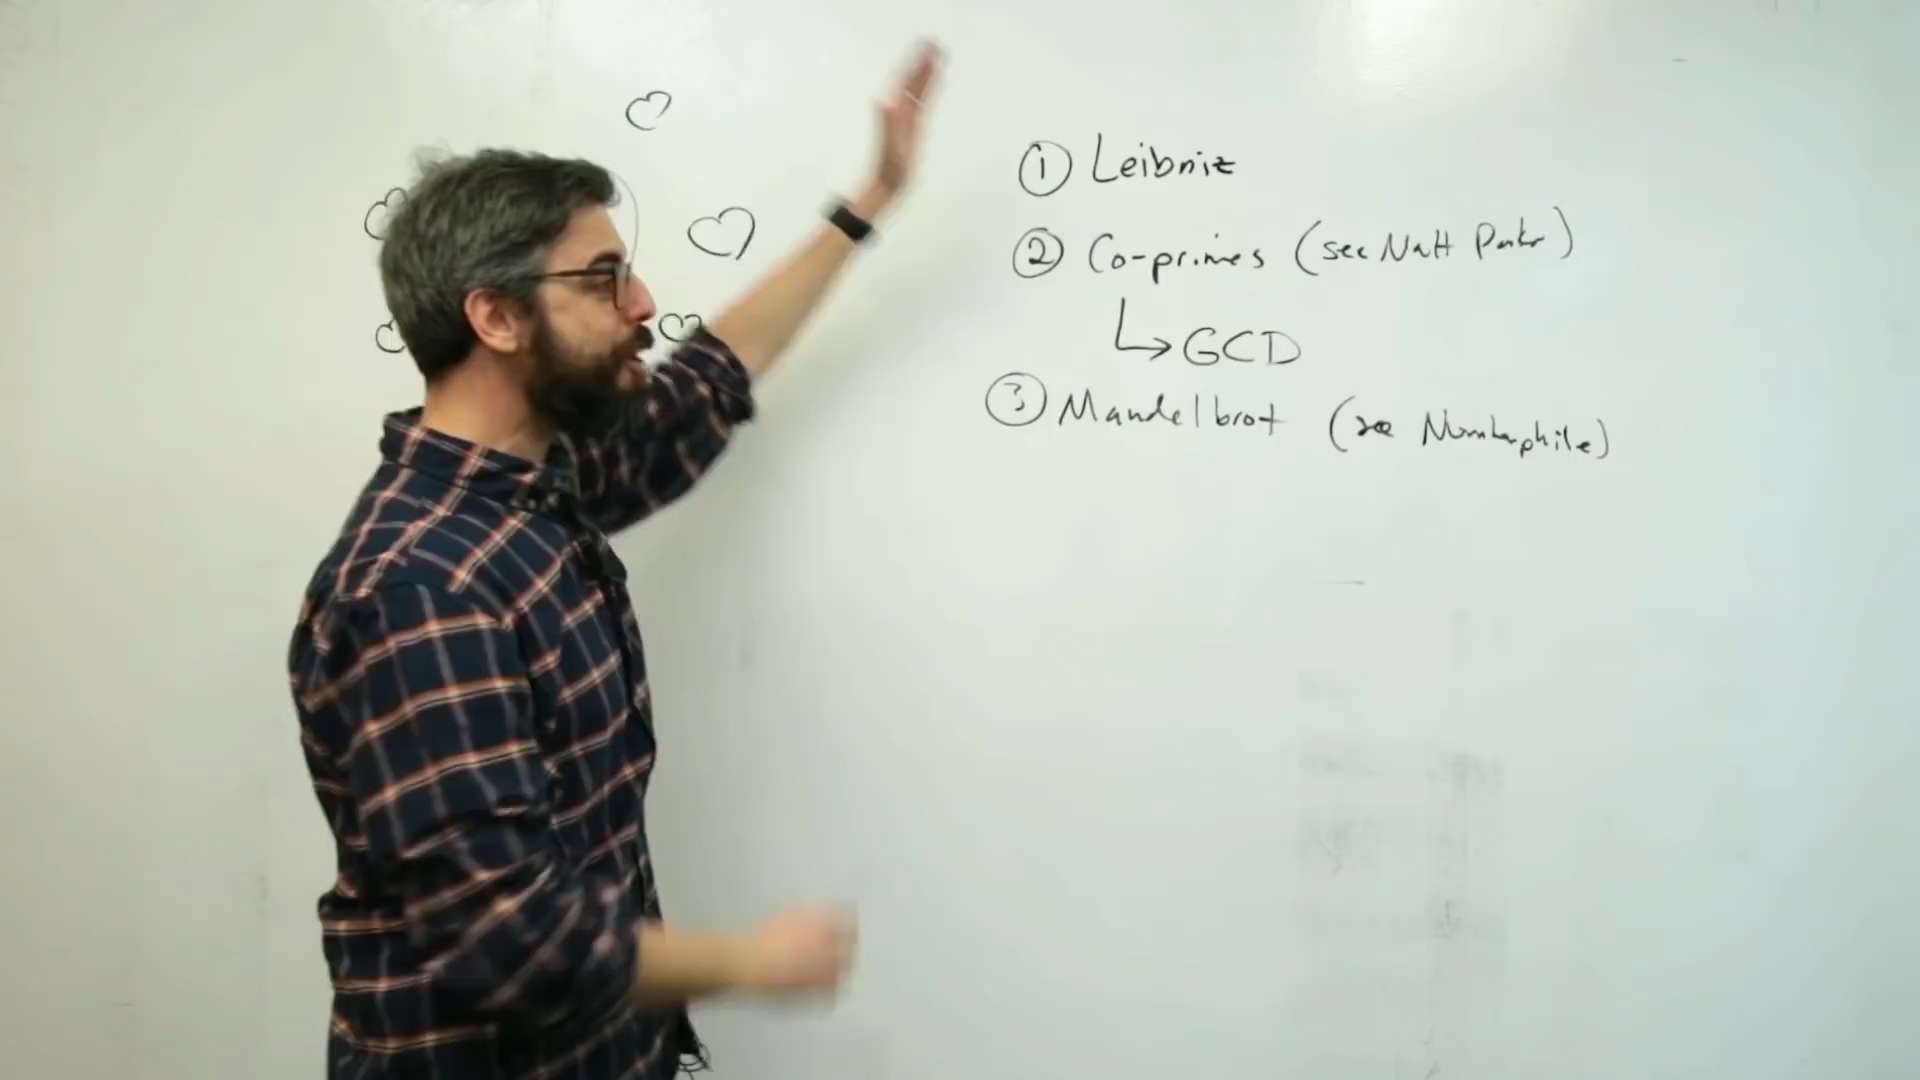 ① Leibniz
② Co-primes (see Matt Parker)
↳ GCD
③ Mandelbrot (see Numberphile)